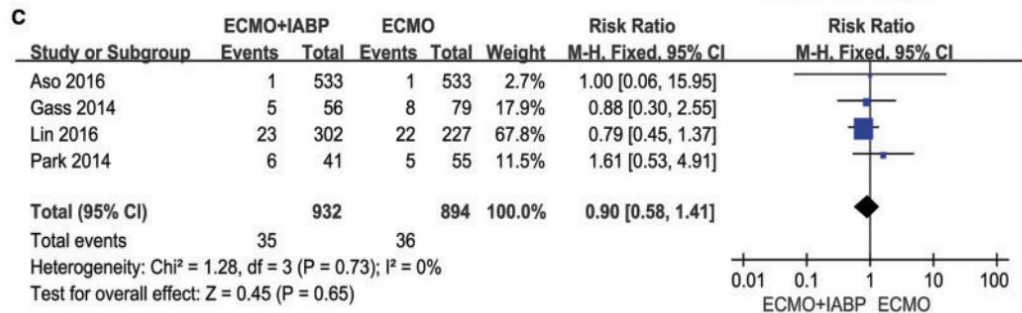 c
ECMO+IABP ECMO Risk Ratio Risk Ratio
Study or Subgroup Events Total Events Total Weight M-H, Fixed, 95% CI M-H, Fixed, 95% CI
Aso 2016 1 533 1 533 2.7% 1.00 [0.06, 15.95]
Gass 2014 5 56 8 79 17.9% 0.88 [0.30, 2.55]
Lin 2016 23 302 22 227 67.8% 0.79 [0.45, 1.37]
Park 2014 6 41 5 55 11.5% 1.61 [0.53, 4.91]
Total (95% CI) 932 894 100.0% 0.90 [0.58, 1.41]
Total events 35 36
Heterogeneity: Chi² = 1.28, df = 3 (P = 0.73); I² = 0%
Test for overall effect: Z = 0.45 (P = 0.65)
0.01 0.1 1 10 100
ECMO+IABP ECMO